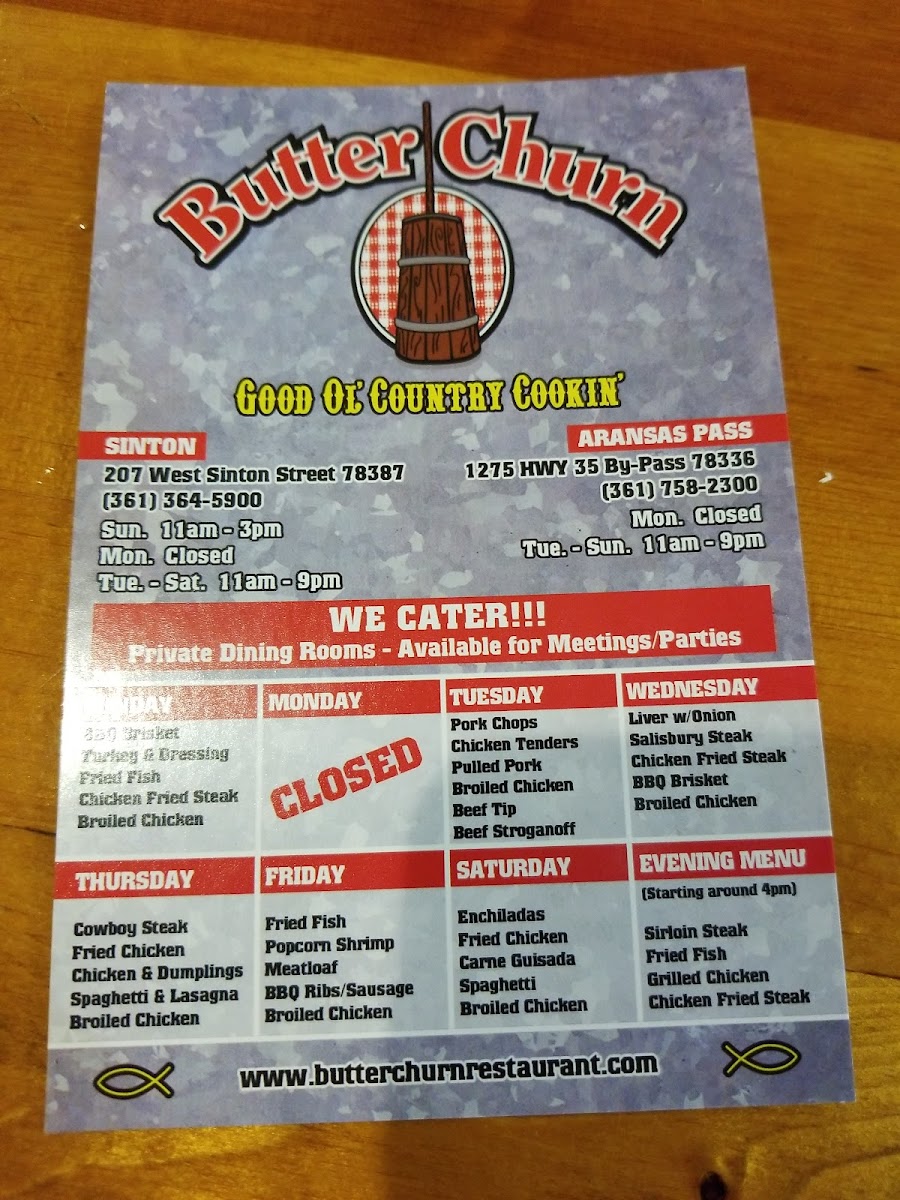 Butter Churn
GOOD OL' COUNTRY COOKIN'
SINTON
207 West Sinton Street 78387
(361) 364-5900
Sun. 11am - 3pm
Mon. Closed
Tue. - Sat. 11am - 9pm
ARANSAS PASS
1275 HWY 35 By-Pass 78336
(361) 758-2300
Mon. Closed
Tue. - Sun. 11am - 9pm
WE CATER!!!
Private Dining Rooms - Available for Meetings/Parties
SUNDAY
BBQ Brisket
Turkey & Dressing
Fried Fish
Chicken Fried Steak
Broiled Chicken
MONDAY
CLOSED
TUESDAY
Pork Chops
Chicken Tenders
Pulled Pork
Broiled Chicken
Beef Tip
Beef Stroganoff
WEDNESDAY
Liver w/Onion
Salisbury Steak
Chicken Fried Steak
BBQ Brisket
Broiled Chicken
THURSDAY
Cowboy Steak
Fried Chicken
Chicken & Dumplings
Spaghetti & Lasagna
Broiled Chicken
FRIDAY
Fried Fish
Popcorn Shrimp
Meatloaf
BBQ Ribs/Sausage
Broiled Chicken
SATURDAY
Enchiladas
Fried Chicken
Carne Guisada
Spaghetti
Broiled Chicken
EVENING MENU
(Starting around 4pm)
Sirloin Steak
Fried Fish
Grilled Chicken
Chicken Fried Steak
www.butterchurnrestaurant.com